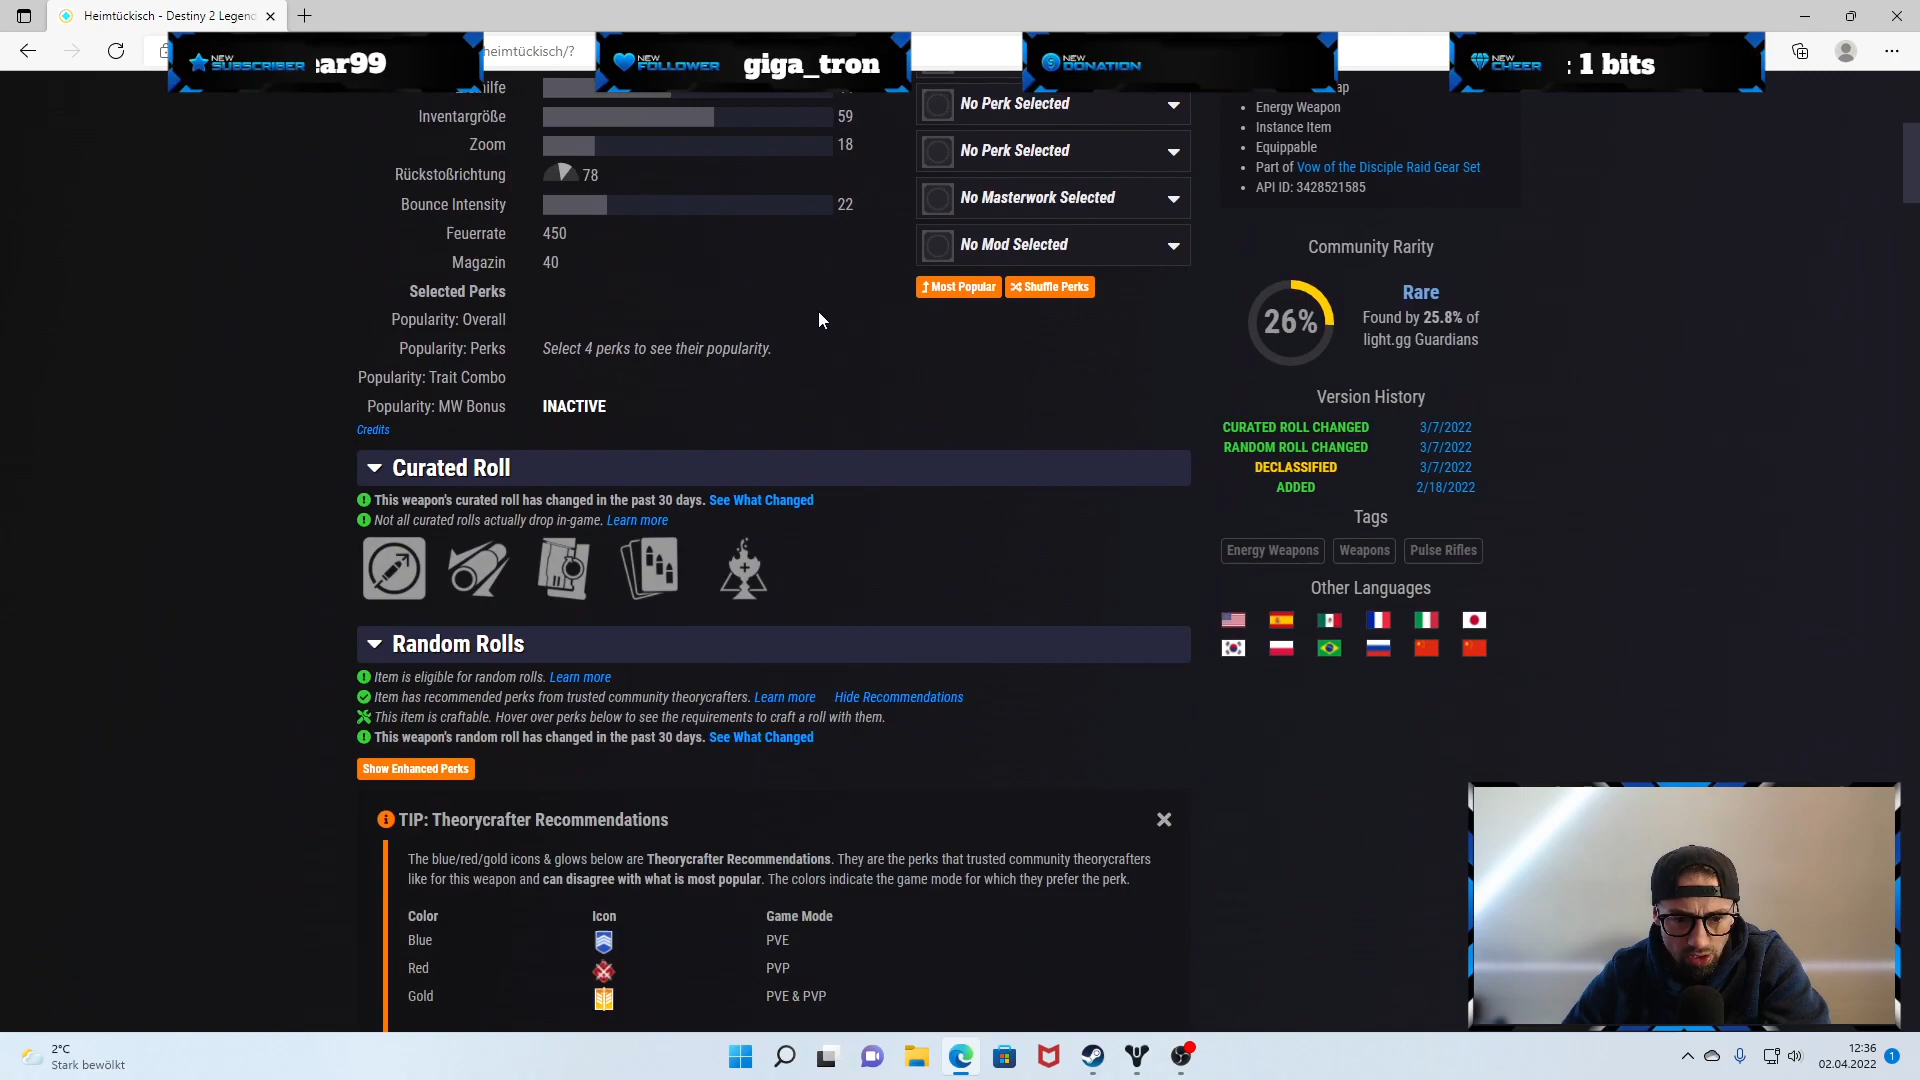 Heimtückisch - Destiny 2 Legend
heimtückisch/?
NEW SUBSCRIBER ear99
NEW FOLLOWER giga_tron
NEW DONATION
NEW CHEER : 1 bits
Inventargröße 59
Zoom 18
Rückstoßrichtung 78
Bounce Intensity 22
Feuerrate 450
Magazin 40
Selected Perks
Popularity: Overall
Popularity: Perks Select 4 perks to see their popularity.
Popularity: Trait Combo
Popularity: MW Bonus INACTIVE
Credits
No Perk Selected
No Perk Selected
No Masterwork Selected
No Mod Selected
Most Popular Shuffle Perks
Energy Weapon
Instance Item
Equippable
Part of Vow of the Disciple Raid Gear Set
API ID: 3428521585
Community Rarity
26%
Rare
Found by 25.8% of
light.gg Guardians
Version History
CURATED ROLL CHANGED 3/7/2022
RANDOM ROLL CHANGED 3/7/2022
DECLASSIFIED 3/7/2022
ADDED 2/18/2022
Tags
Energy Weapons Weapons Pulse Rifles
Other Languages
Curated Roll
This weapon's curated roll has changed in the past 30 days. See What Changed
Not all curated rolls actually drop in-game. Learn more
Random Rolls
Item is eligible for random rolls. Learn more
Item has recommended perks from trusted community theorycrafters. Learn more Hide Recommendations
This item is craftable. Hover over perks below to see the requirements to craft a roll with them.
This weapon's random roll has changed in the past 30 days. See What Changed
Show Enhanced Perks
TIP: Theorycrafter Recommendations
The blue/red/gold icons & glows below are Theorycrafter Recommendations. They are the perks that trusted community theorycrafters
like for this weapon and can disagree with what is most popular. The colors indicate the game mode for which they prefer the perk.
Color Icon Game Mode
Blue PVE
Red PVP
Gold PVE & PVP
2°C
Stark bewölkt
12:36
02.04.2022
1